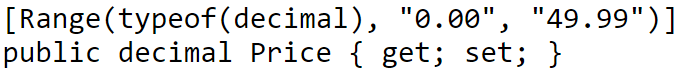 [Range(typeof(decimal), "0.00", "49.99")]
public decimal Price { get; set; }